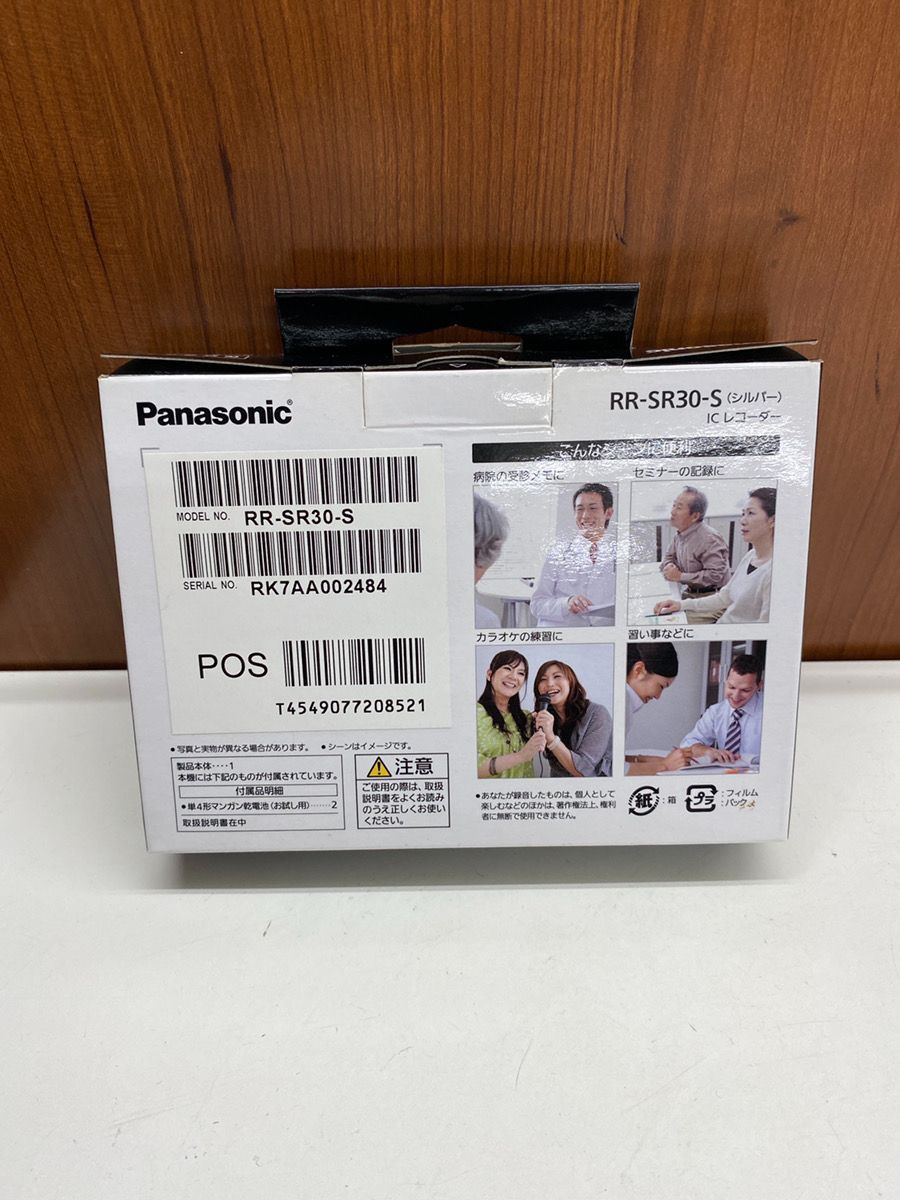 Panasonic®
RR-SR30-S (シルバー)
IC レコーダー
MODEL NO. RR-SR30-S
SERIAL NO. RK7AA002484
POS
T4549077208521
こんなシーンに便利
病院の受診メモに
セミナーの記録に
カラオケの練習に
習い事などに
•写真と実物が異なる場合があります。 •シーンはイメージです。
製品本体‥‥1
本機には下記のものが付属されています。
付属品明細
•単4形マンガン乾電池(お試し用)‥‥‥2
取扱説明書在中
注意
ご使用の際は、取扱
説明書をよくお読み
のうえ正しくお使い
ください。
•あなたが録音したものは、個人として
楽しむなどのほかは、著作権法上、権利
者に無断で使用できません。
紙 : 箱
プラ : フィルム
: パック